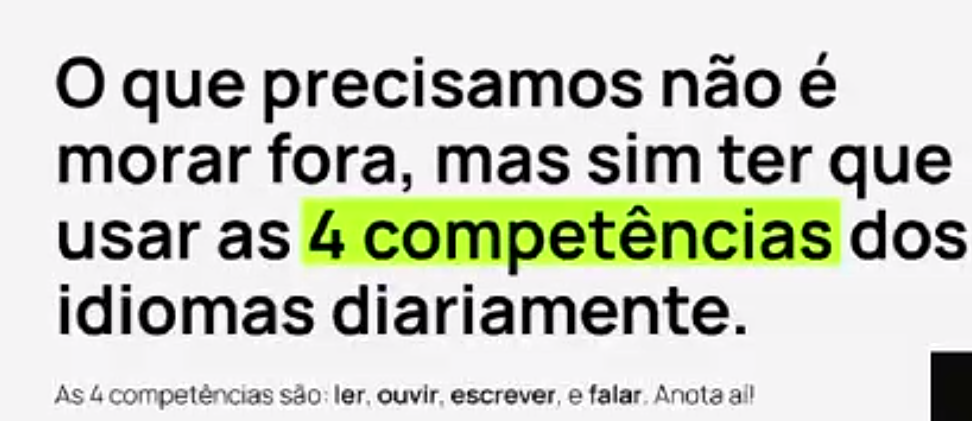 O que precisamos não é
morar fora, mas sim ter que
usar as 4 competências dos
idiomas diariamente.
As 4 competências são: ler, ouvir, escrever, e falar. Anota aí!